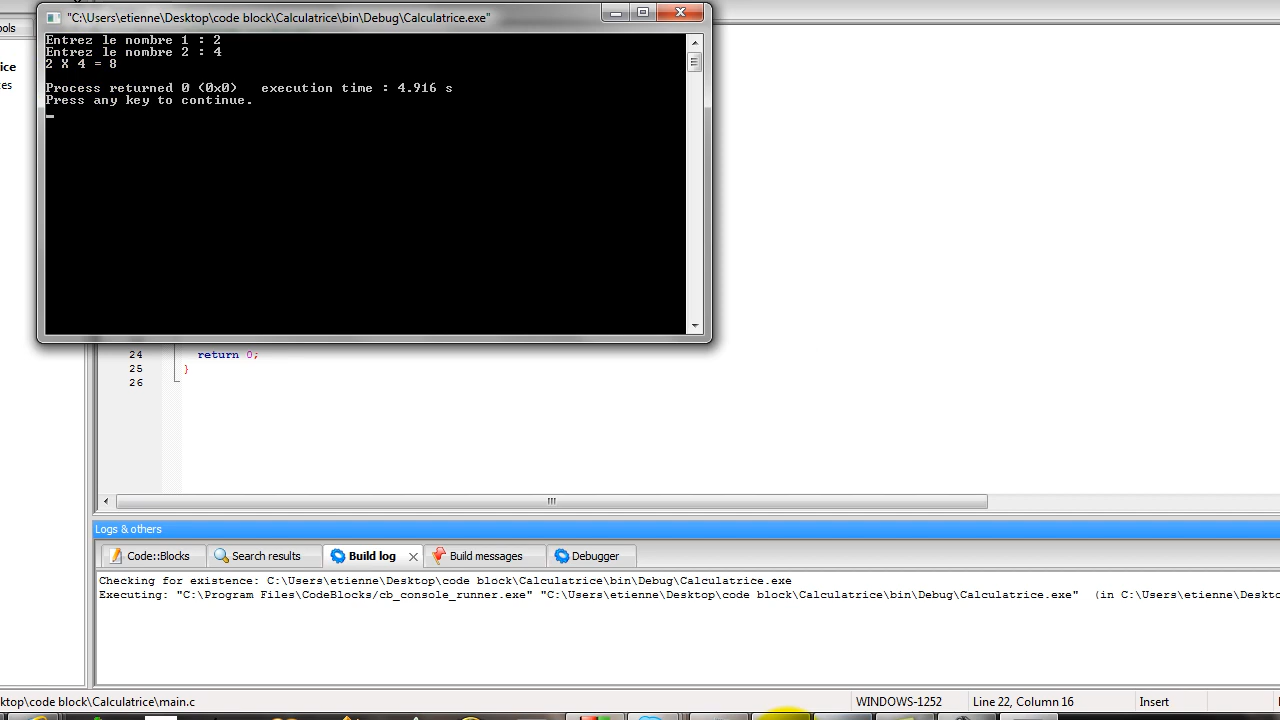 "C:\Users\etienne\Desktop\code block\Calculatrice\bin\Debug\Calculatrice.exe"
ools
Entrez le nombre 1 : 2
Entrez le nombre 2 : 4
2 X 4 = 8
ice
ces
Process returned 0 (0x0)   execution time : 4.916 s
Press any key to continue.
24 return 0;
25 }
26
Logs & others
Code::Blocks Search results Build log Build messages Debugger
Checking for existence: C:\Users\etienne\Desktop\code block\Calculatrice\bin\Debug\Calculatrice.exe
Executing: "C:\Program Files\CodeBlocks/cb_console_runner.exe" "C:\Users\etienne\Desktop\code block\Calculatrice\bin\Debug\Calculatrice.exe"  (in C:\Users\etienne\Deskto
ktop\code block\Calculatrice\main.c WINDOWS-1252 Line 22, Column 16 Insert